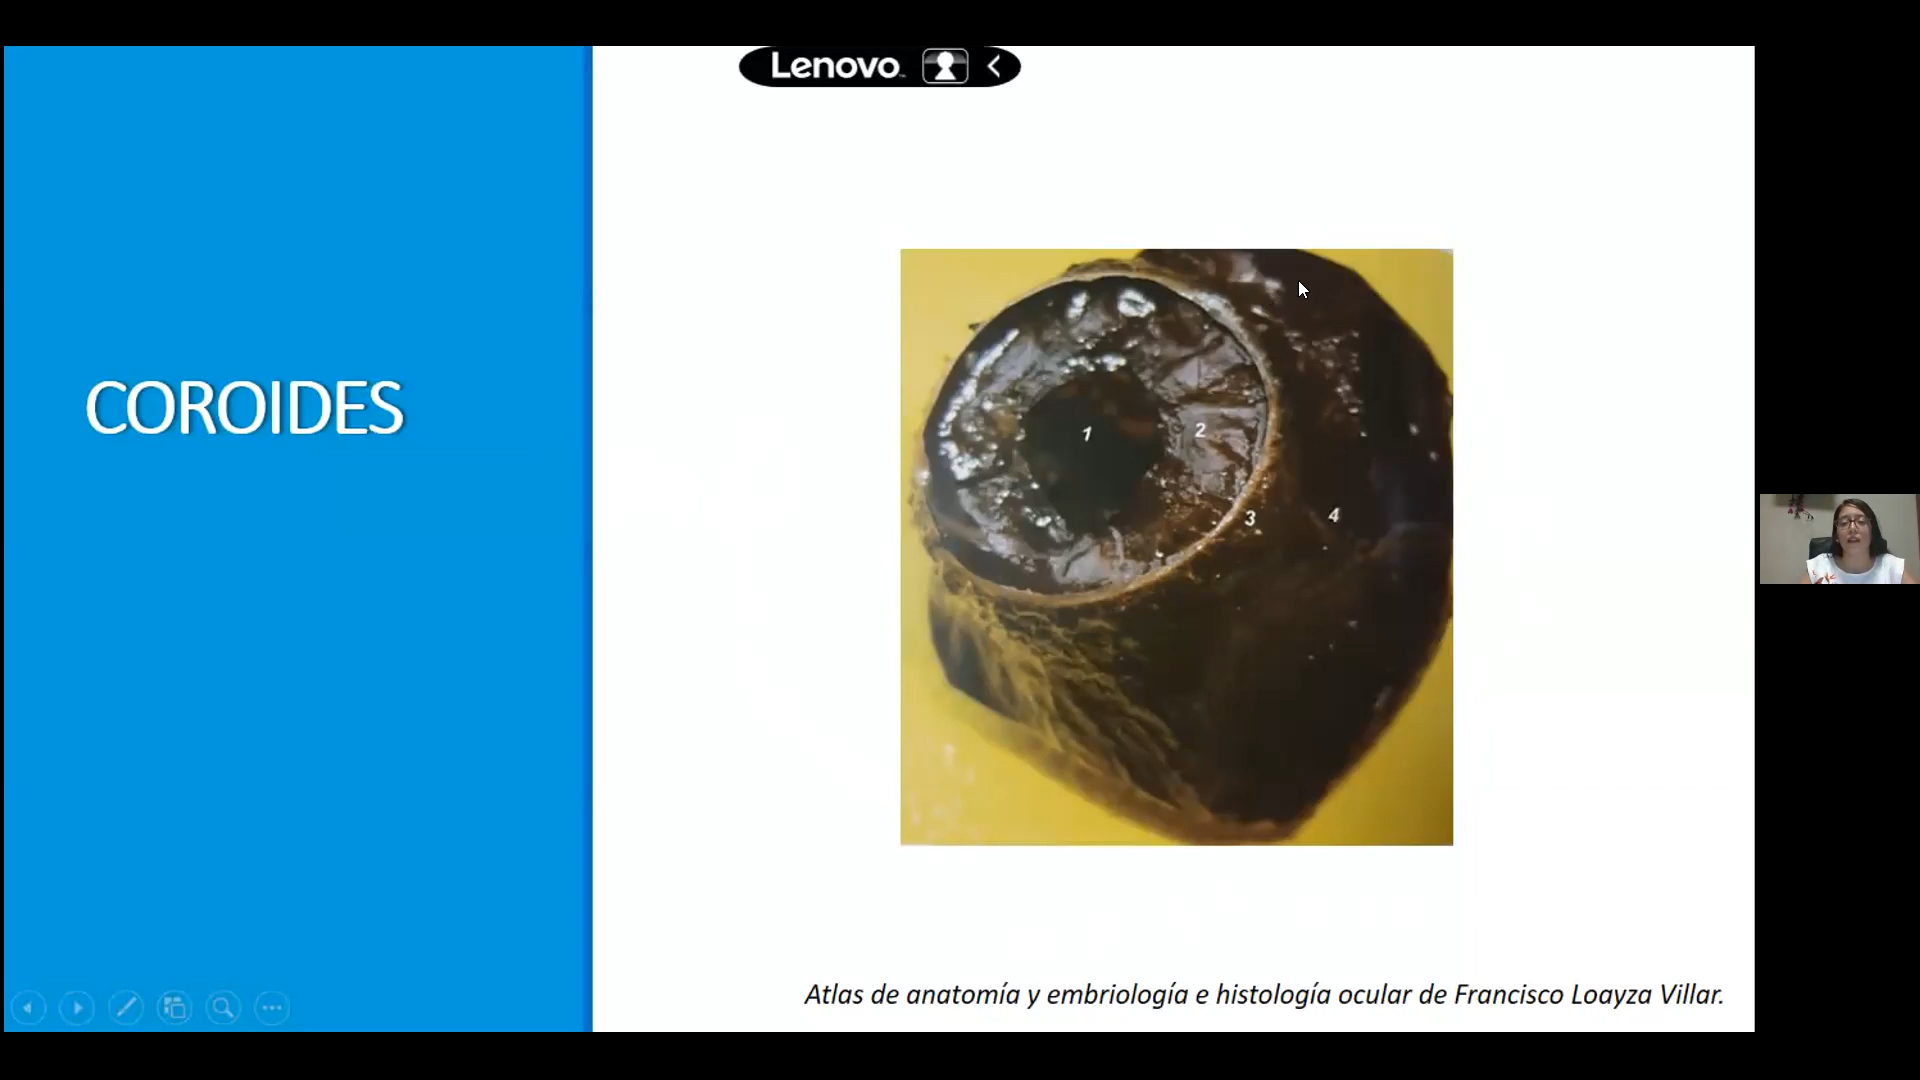 Lenovo
COROIDES
1
2
3
4
Atlas de anatomía y embriología e histología ocular de Francisco Loayza Villar.